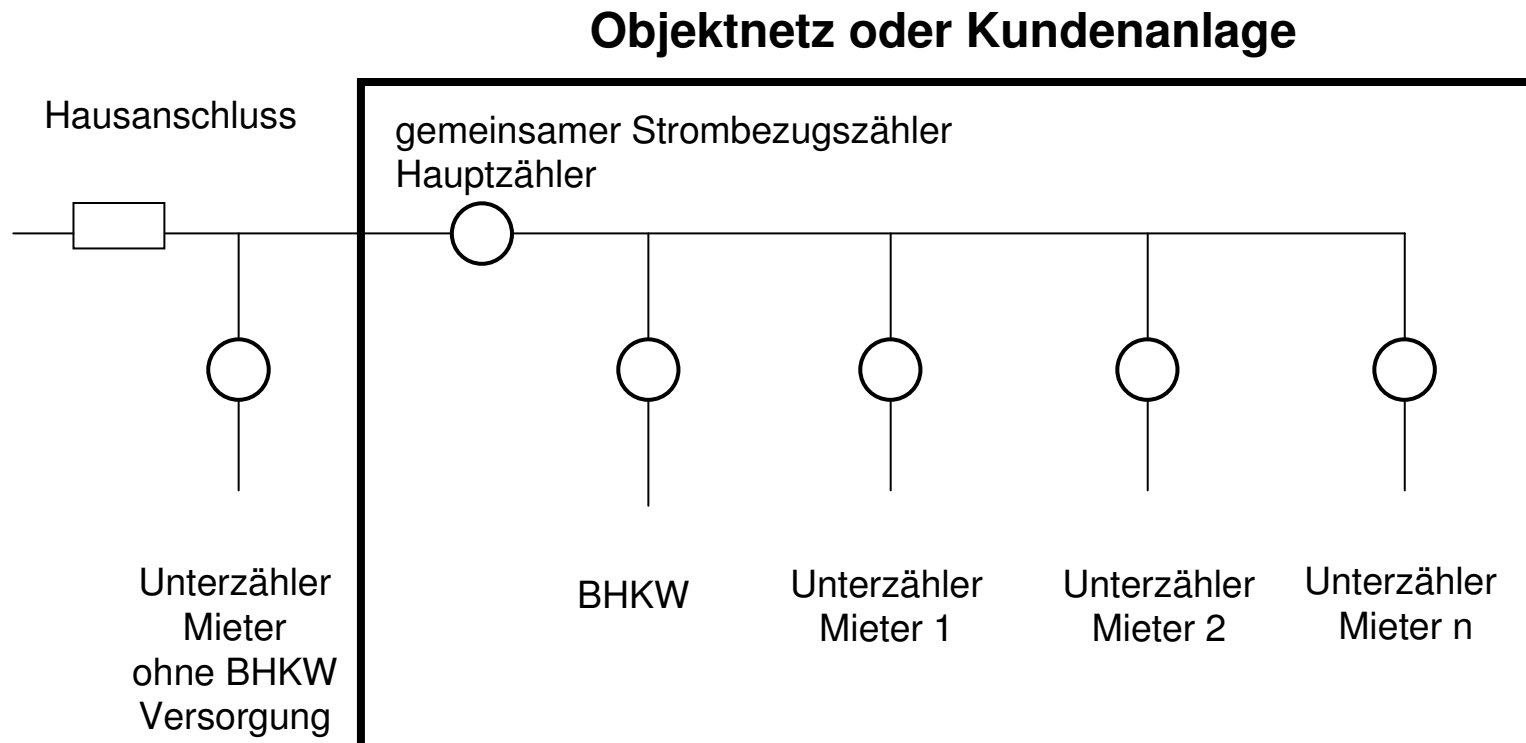 Objektnetz oder Kundenanlage
Hausanschluss
gemeinsamer Strombezugszähler
Hauptzähler
Unterzähler
Mieter
ohne BHKW
Versorgung
BHKW
Unterzähler
Mieter 1
Unterzähler
Mieter 2
Unterzähler
Mieter n